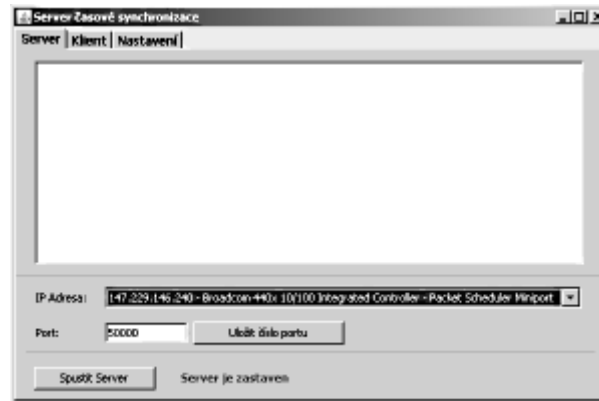 Server časové synchronizace
Server Klient Nastavení
IP Adresa: 147.229.146.240 - Broadcom 440x 10/100 Integrated Controller - Packet Scheduler Miniport
Port: 50000 Uložit číslo portu
Spustit Server Server je zastaven